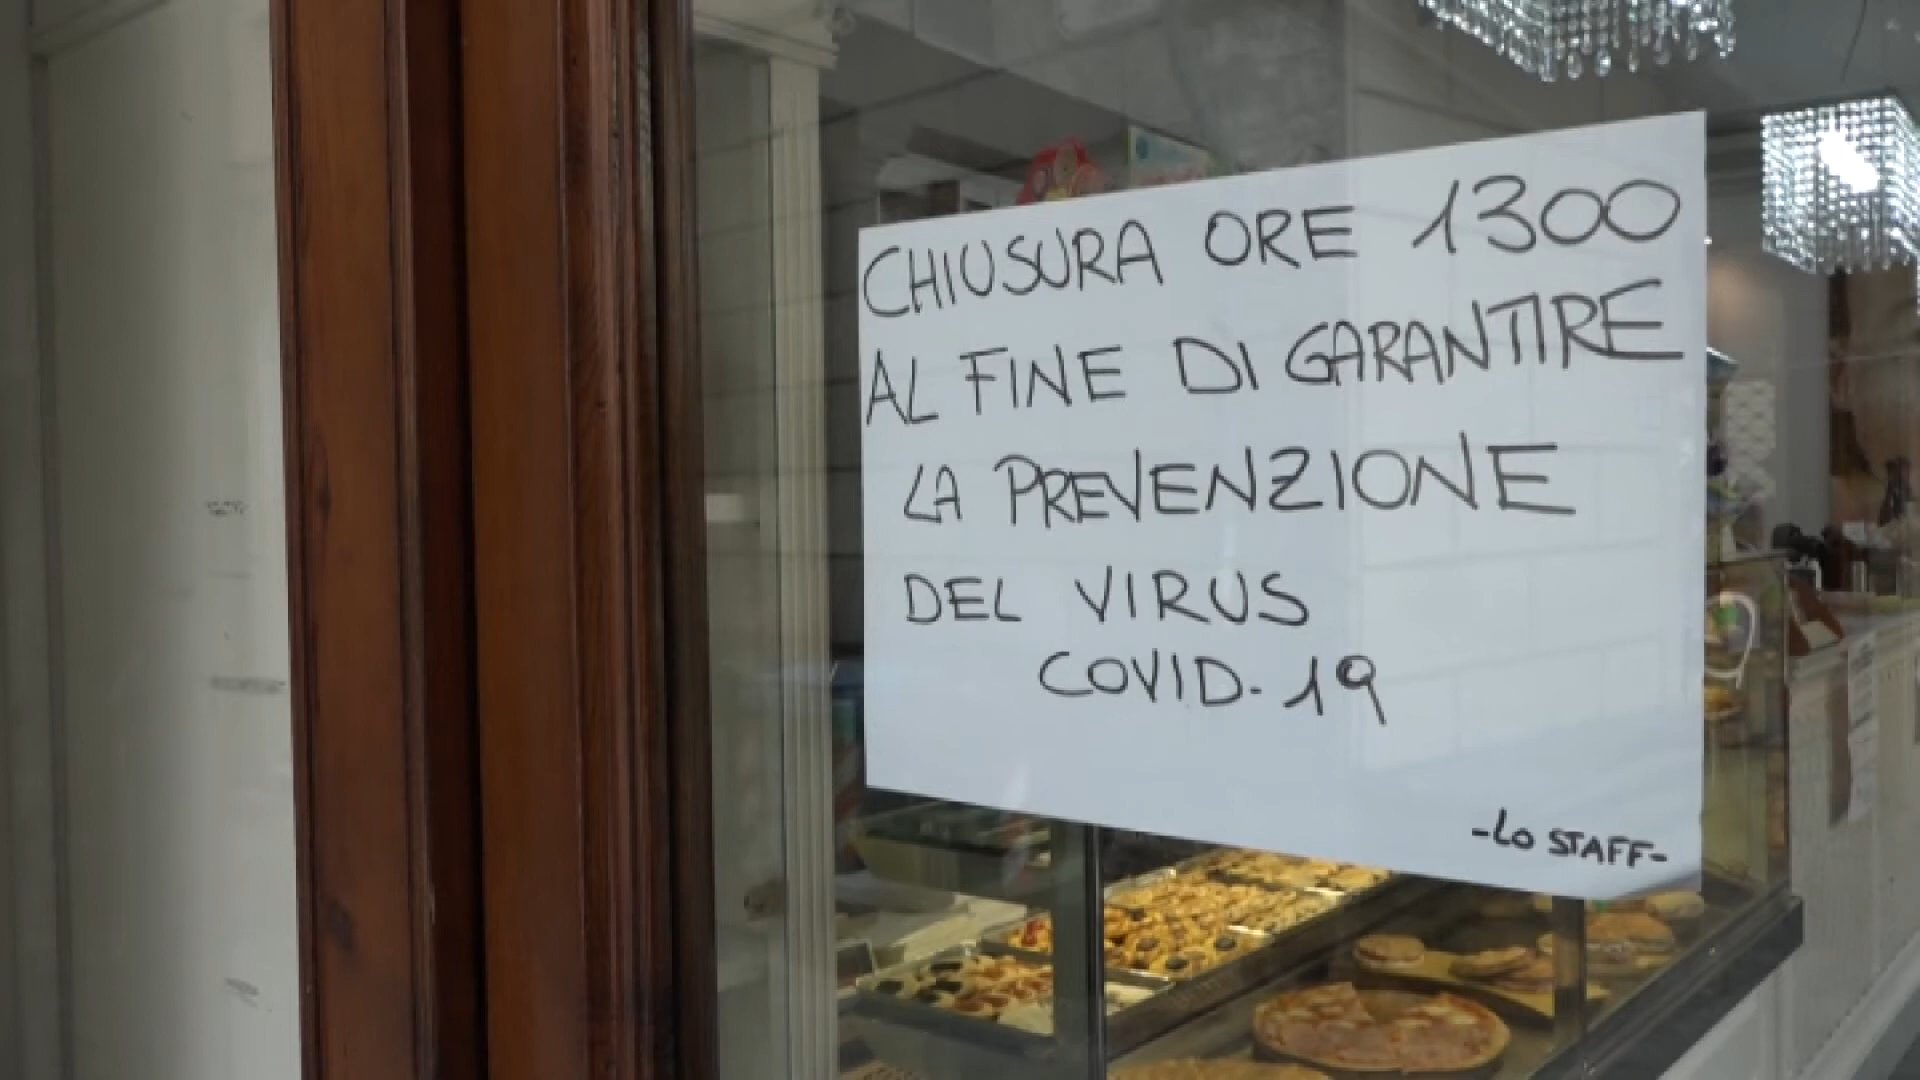 CHIUSURA ORE 1300
AL FINE DI GARANTIRE
LA PREVENZIONE
DEL VIRUS
COVID-19
-LO STAFF-